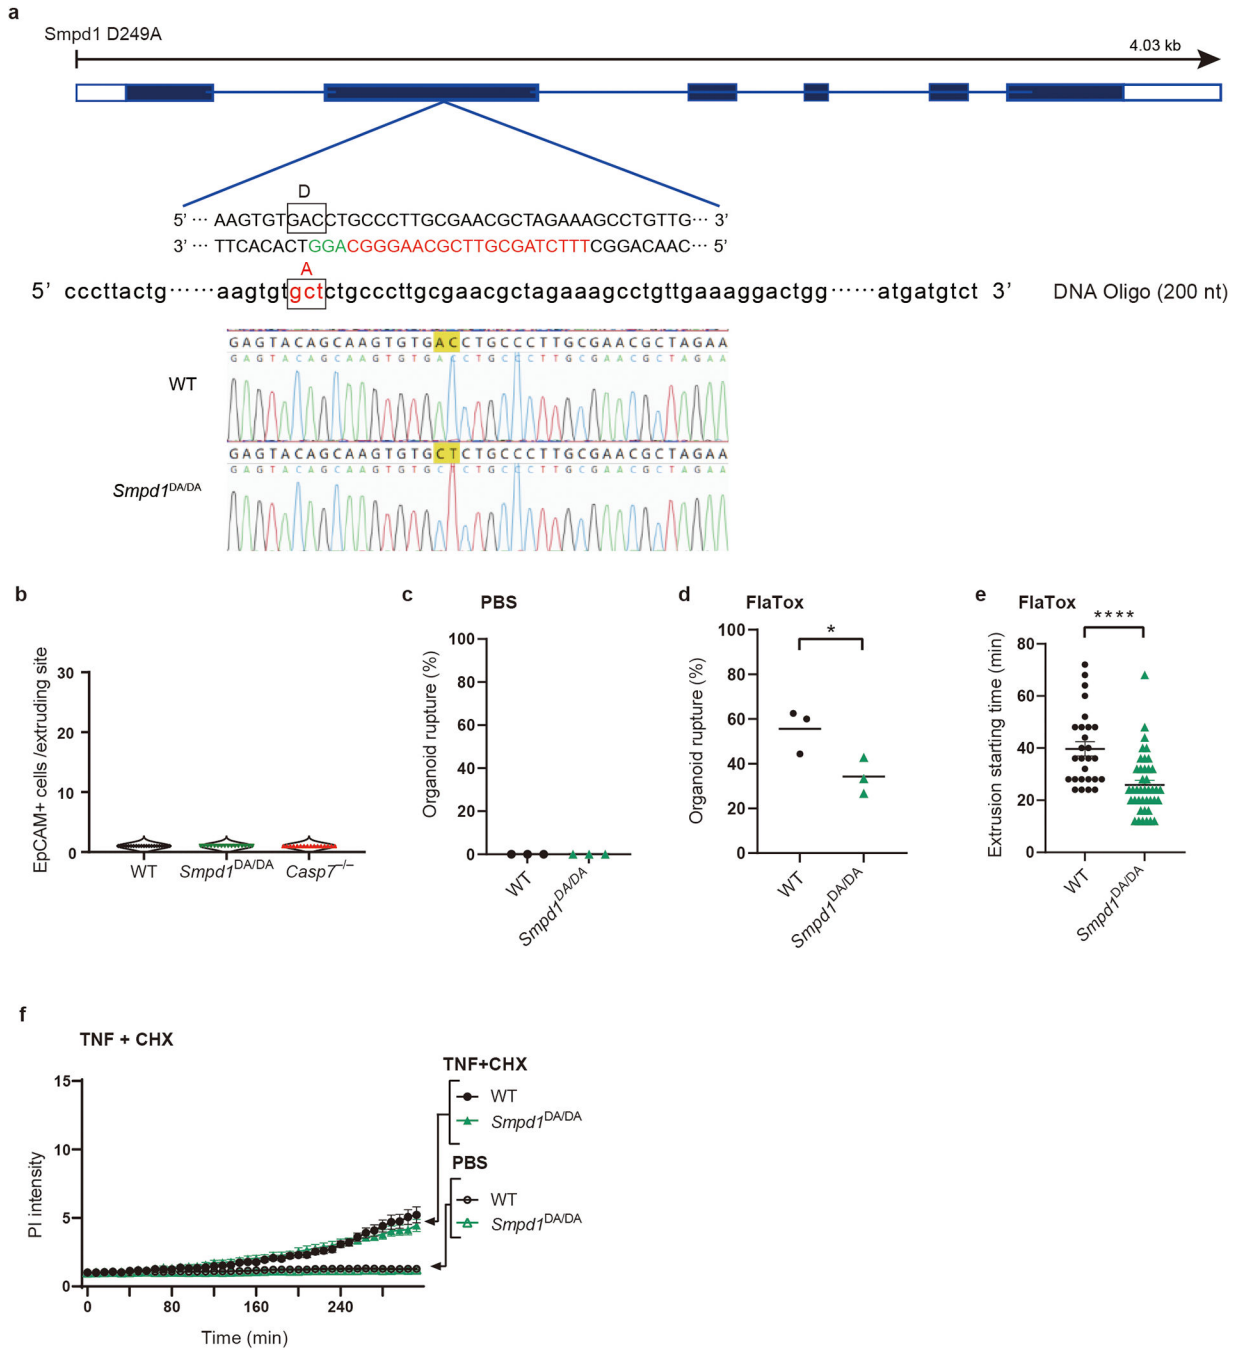 a
Smpd1 D249A
4.03 kb
D
5’ ··· AAGTGTGACCTGCCCTTGCGAACGCTAGAAAGCCTGTTG··· 3’
3’ ··· TTCACACTGGACGGGAACGCTTGCGATCTTTCGGACAAC··· 5’
A
5’ cccttactg······aagtgtgctctgcccttgcgaacgctagaaagcctgttgaaaggactgg······atgatgtct 3’ DNA Oligo (200 nt)
GAGTACAGCAAGTGTGACCTGCCCTTGCGAACGCTAGAA
GAGTACAGCAAGTGTGACCTGCCCTTGCGAACGCTAGAA
WT
GAGTACAGCAAGTGTGCTCTGCCCTTGCGAACGCTAGAA
GAGTACAGCAAGTGTGCTCTGCCCTTGCGAACGCTAGAA
Smpd1DA/DA
b
EpCAM+ cells /extruding site
30
20
10
0
WT Smpd1DA/DA Casp7–/–
c
PBS
Organoid rupture (%)
100
80
60
40
20
0
WT
Smpd1DA/DA
d
FlaTox
*
Organoid rupture (%)
100
80
60
40
20
0
WT
Smpd1DA/DA
e
FlaTox
****
Extrusion starting time (min)
80
60
40
20
0
WT
Smpd1DA/DA
f
TNF + CHX
PI intensity
15
10
5
0
0 80 160 240
Time (min)
TNF+CHX
WT
Smpd1DA/DA
PBS
WT
Smpd1DA/DA